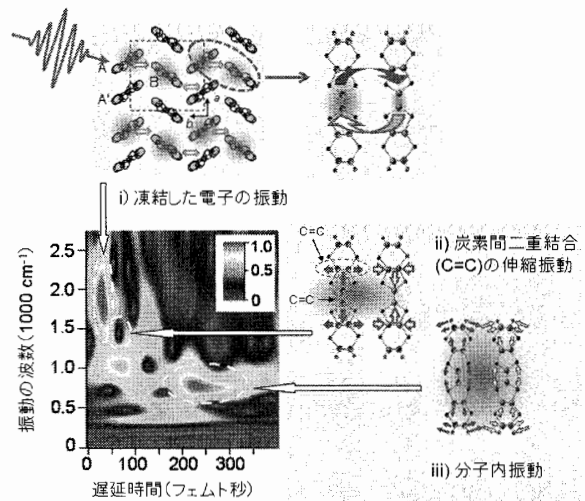 A
B
A'
a
b
i) 凍結した電子の振動
2.5
2.0
1.5
1.0
0.5
0
振動の波数(1000 cm⁻¹)
1.0
0.5
0
0 100 200 300
遅延時間(フェムト秒)
C=C
C=C
ii) 炭素間二重結合
(C=C)の伸縮振動
iii) 分子内振動